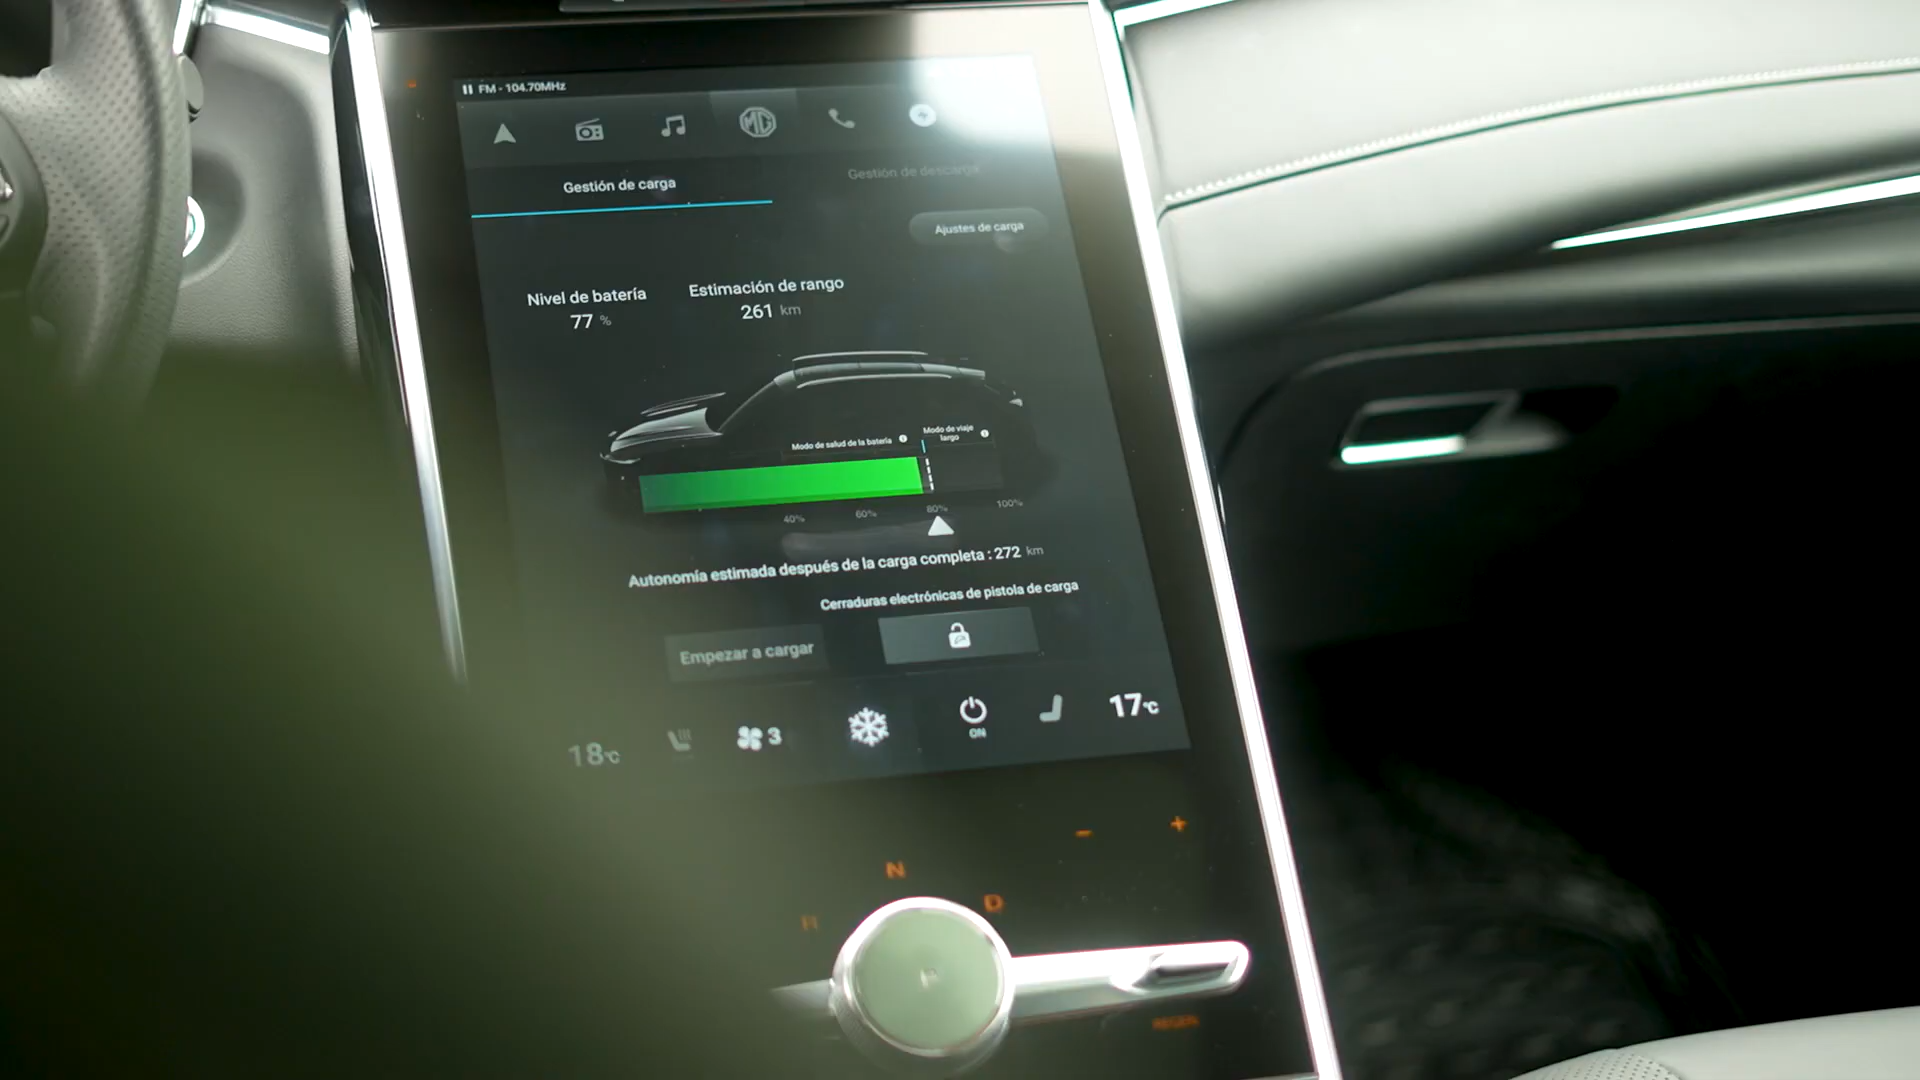 FM - 104.70MHz
MG
Gestión de carga
Gestión de descarga
Ajustes de carga
Nivel de batería
77 %
Estimación de rango
261 km
Modo de salud de la batería
Modo de viaje
largo
40% 60% 80% 100%
Autonomía estimada después de la carga completa : 272 km
Cerraduras electrónicas de pistola de carga
Empezar a cargar
18℃
3
ON
17℃
- +
N
R
D
P
REGEN